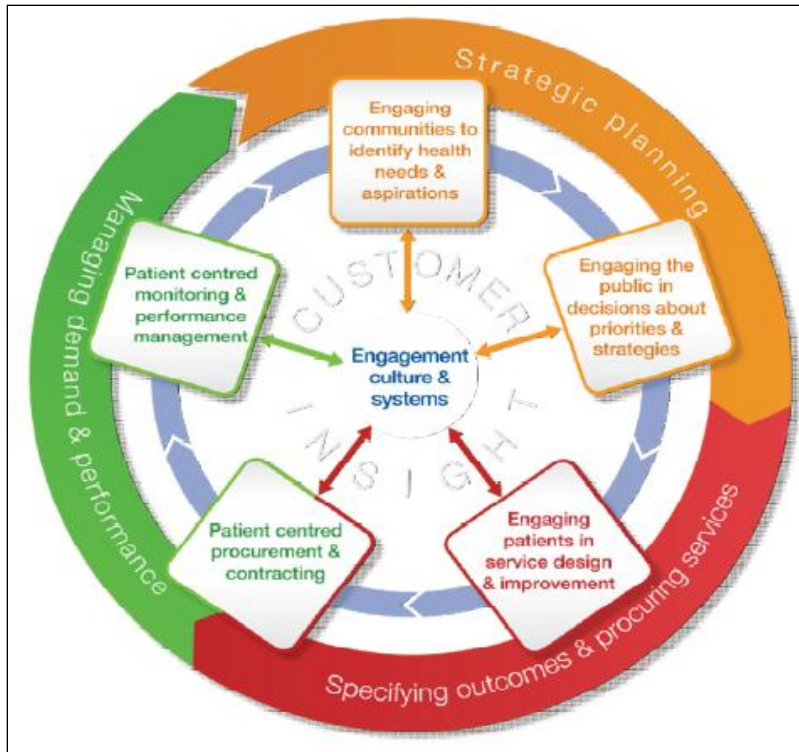 Strategic planning
Engaging
communities to
identify health
needs &
aspirations
Engaging the
public in
decisions about
priorities &
strategies
Specifying outcomes & procuring services
Engaging
patients in
service design
& improvement
Patient centred
procurement &
contracting
Managing demand & performance
Patient centred
monitoring &
performance
management
CUSTOMER
INSIGHT
Engagement
culture &
systems